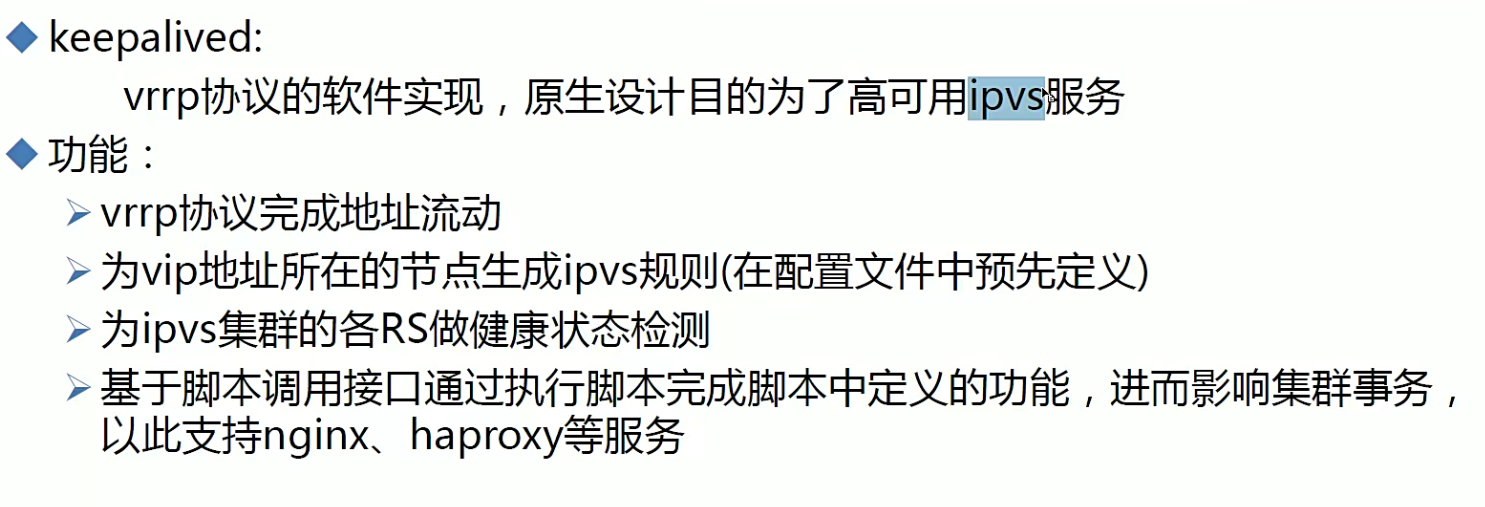 keepalived:
vrrp协议的软件实现，原生设计目的为了高可用ipvs服务
功能：
vrrp协议完成地址流动
为vip地址所在的节点生成ipvs规则(在配置文件中预先定义)
为ipvs集群的各RS做健康状态检测
基于脚本调用接口通过执行脚本完成脚本中定义的功能，进而影响集群事务，
以此支持nginx、haproxy等服务